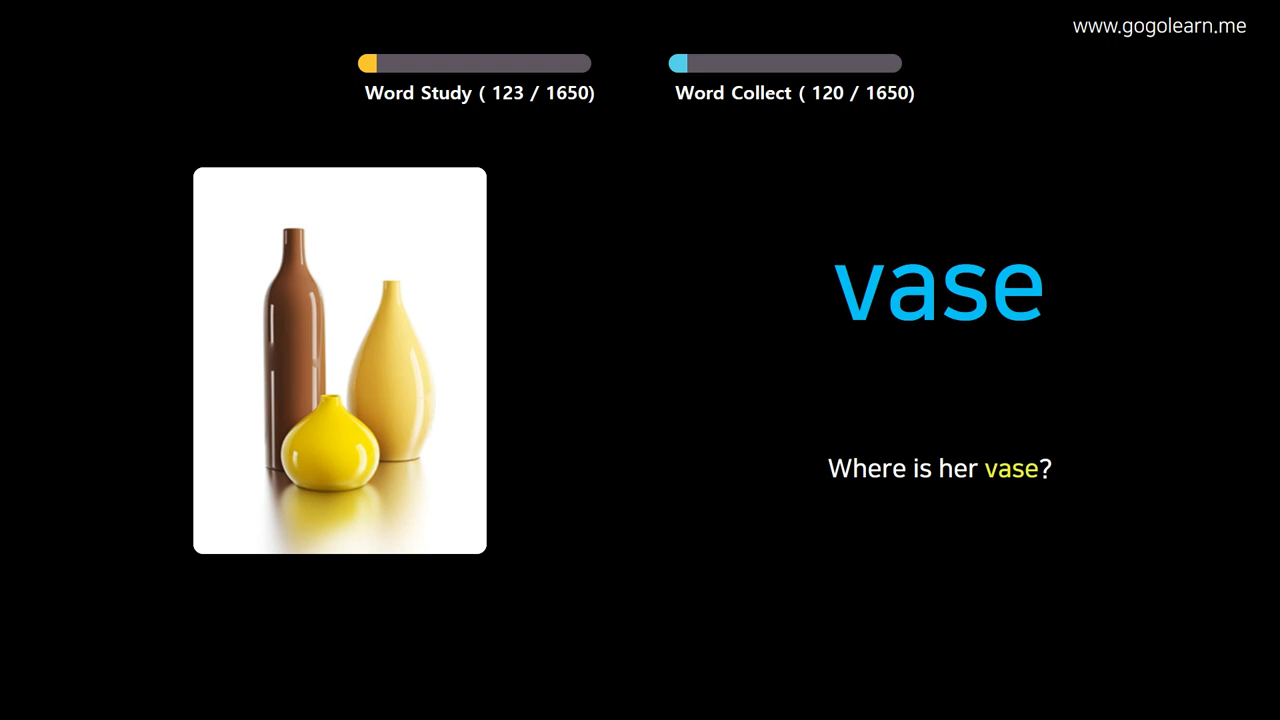 www.gogolearn.me
Word Study ( 123 / 1650)
Word Collect ( 120 / 1650)
vase
Where is her vase?